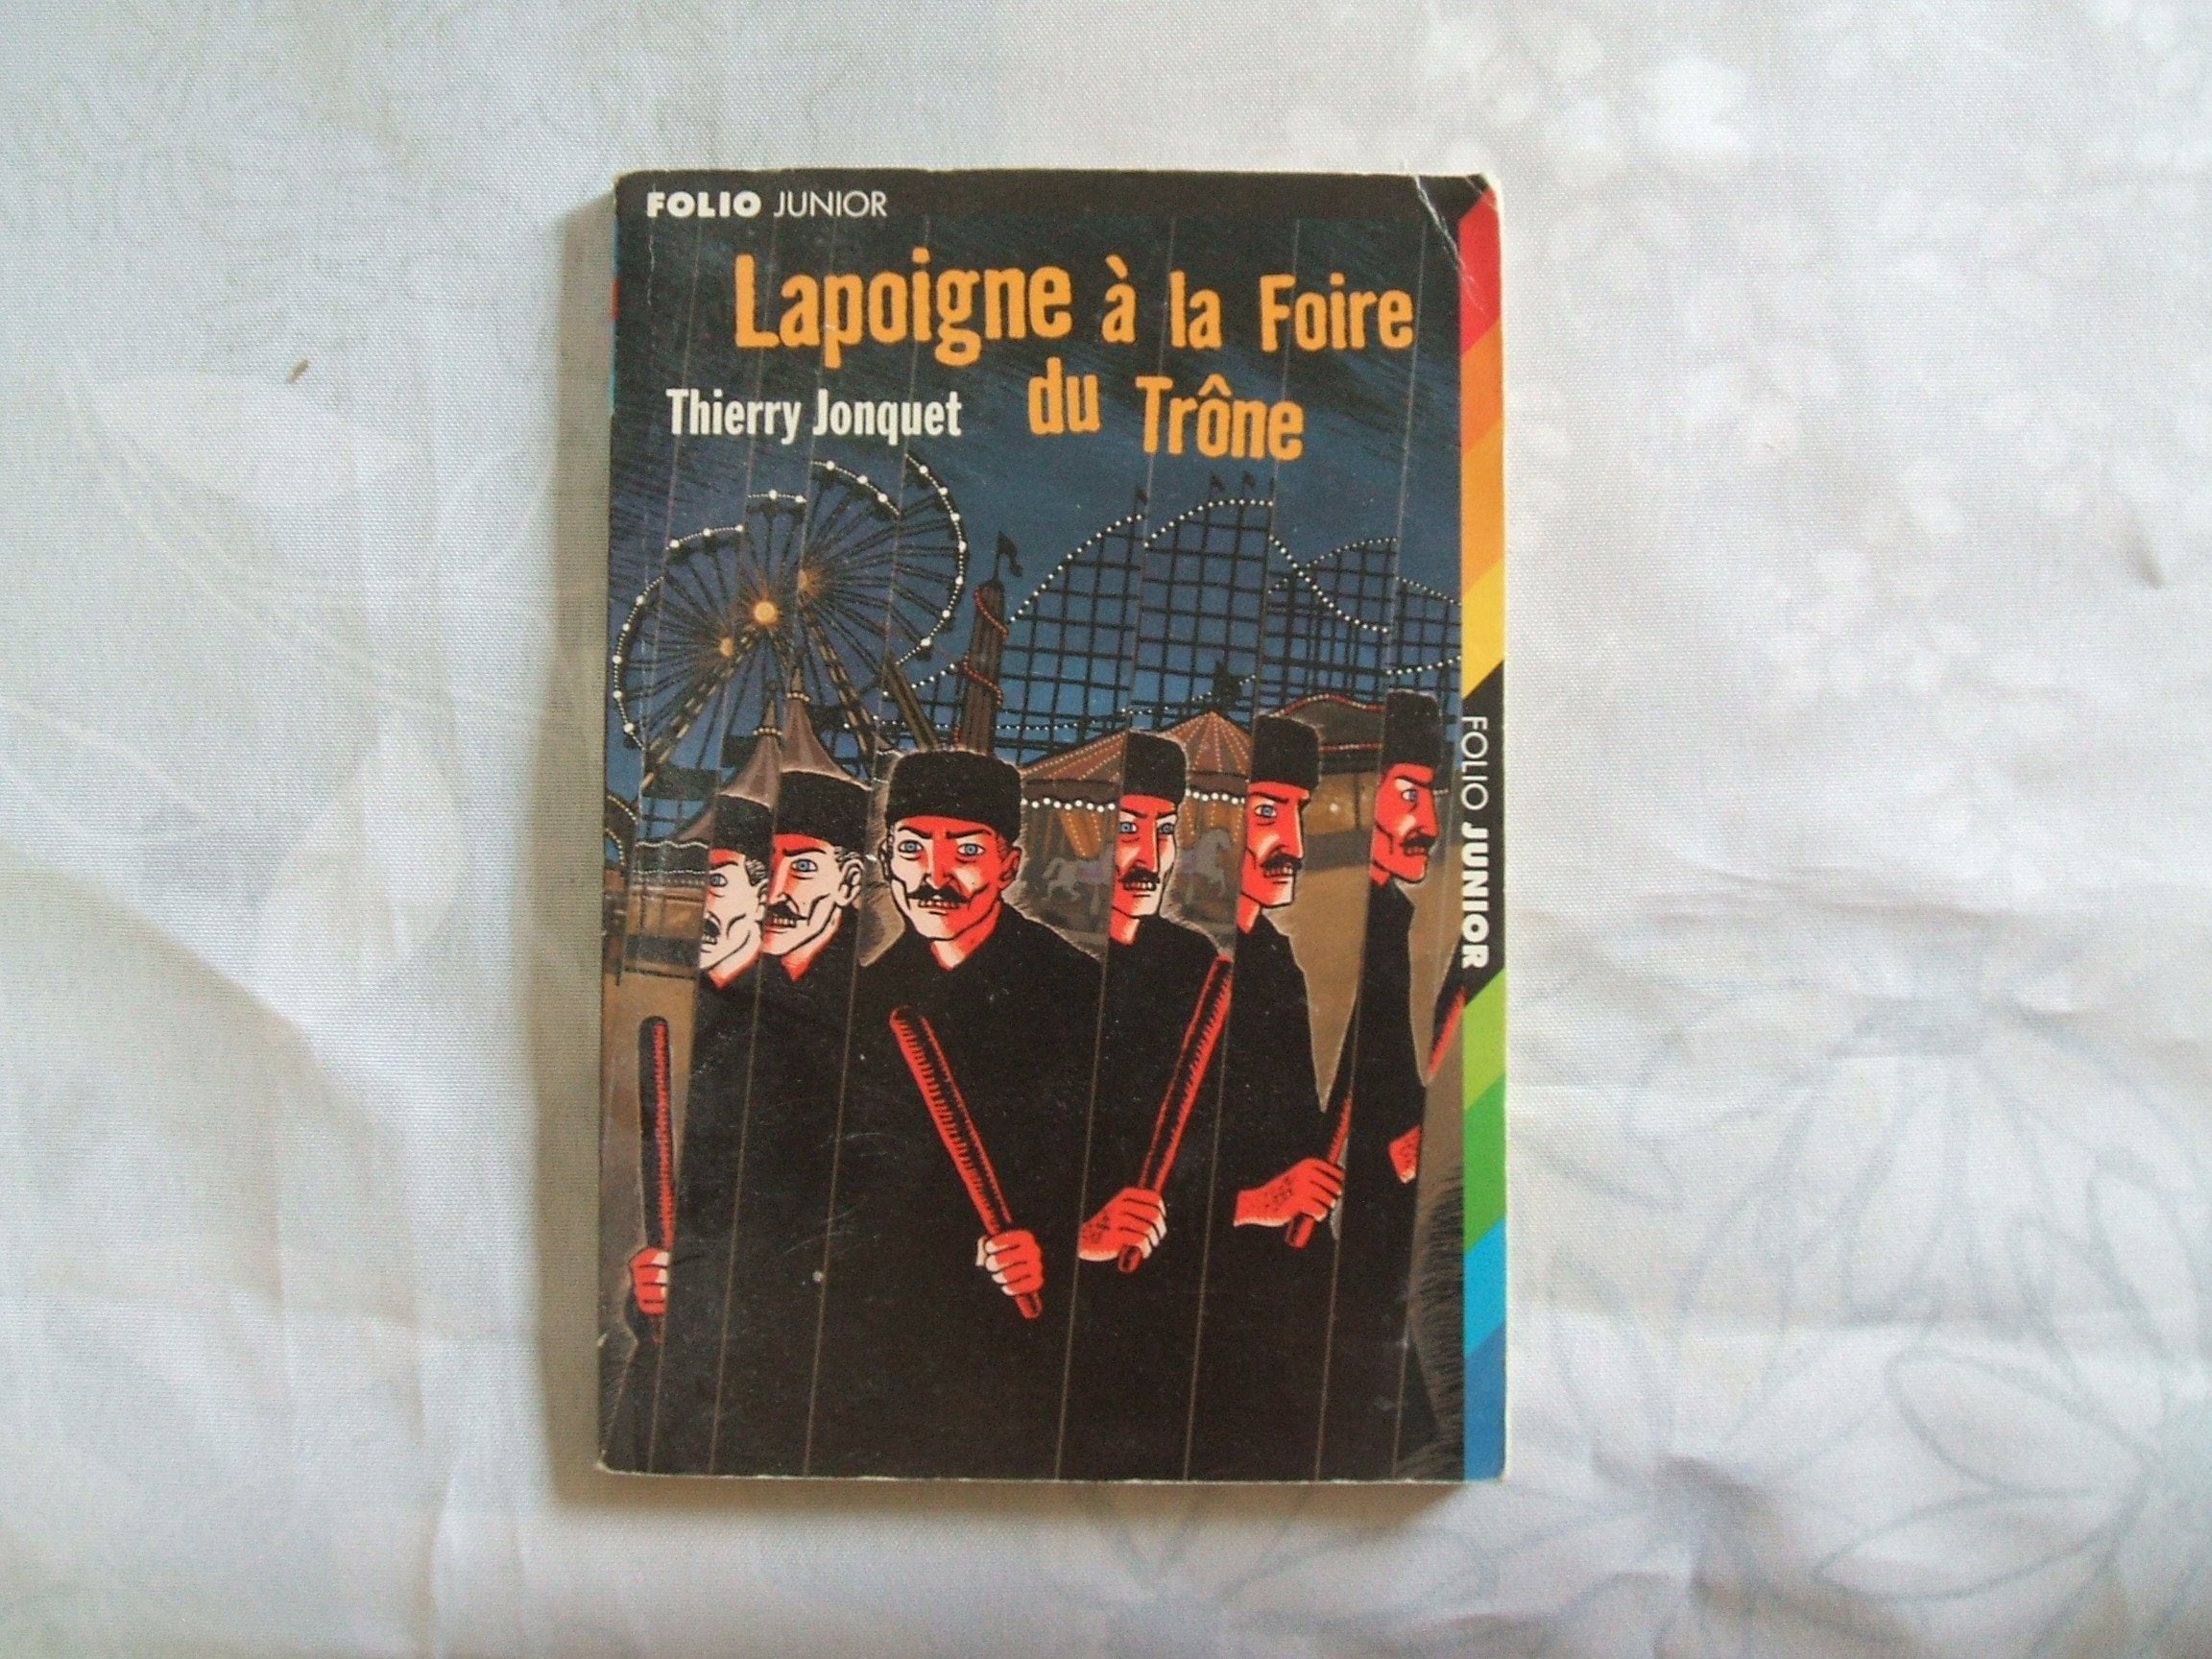 FOLIO JUNIOR
Lapoigne à la Foire
du Trône
Thierry Jonquet
FOLIO JUNIOR